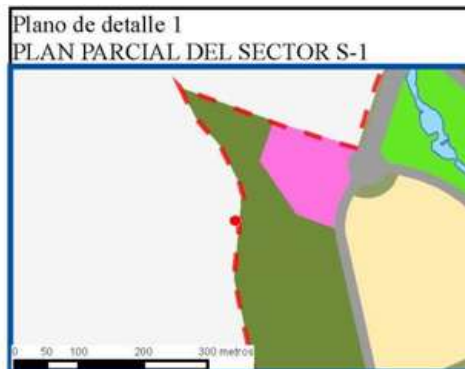 Plano de detalle 1
PLAN PARCIAL DEL SECTOR S-1
0 50 100 200 300 metros